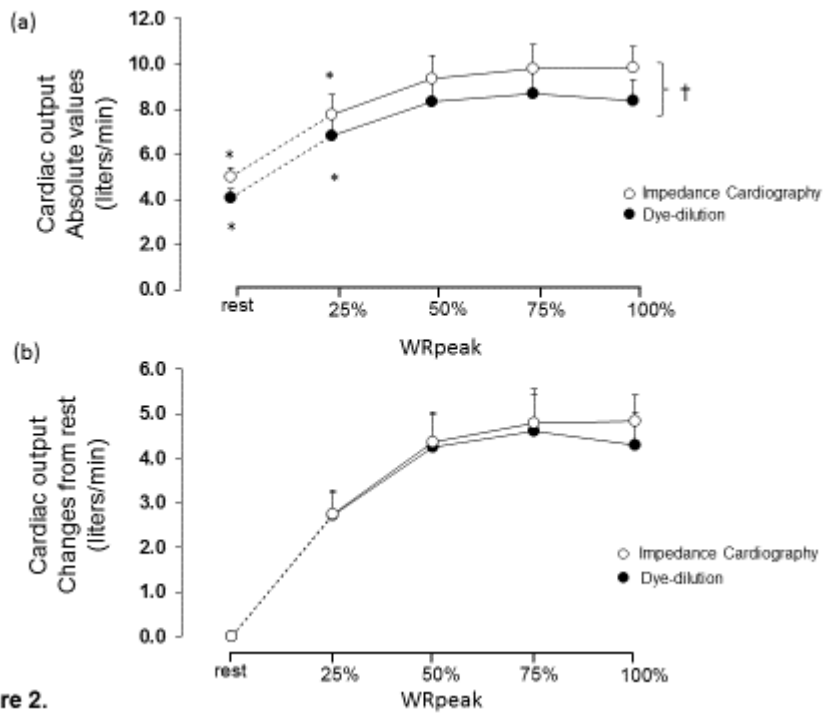 (a)
Cardiac output
Absolute values
(liters/min)
12.0
10.0
8.0
6.0
4.0
2.0
0.0
*
*
*
*
†
Impedance Cardiography
Dye-dilution
rest
25%
50%
75%
100%
WRpeak
(b)
Cardiac output
Changes from rest
(liters/min)
6.0
5.0
4.0
3.0
2.0
1.0
0.0
Impedance Cardiography
Dye-dilution
rest
25%
50%
75%
100%
WRpeak
re 2.